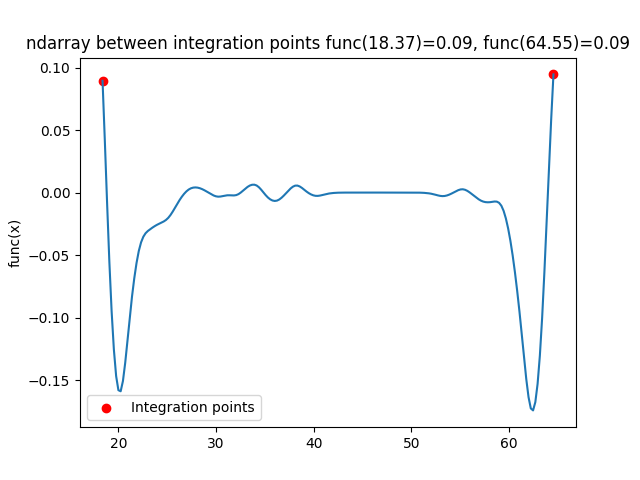 ndarray between integration points func(18.37)=0.09, func(64.55)=0.09
0.10
0.05
0.00
−0.05
−0.10
−0.15
func(x)
Integration points
20 30 40 50 60